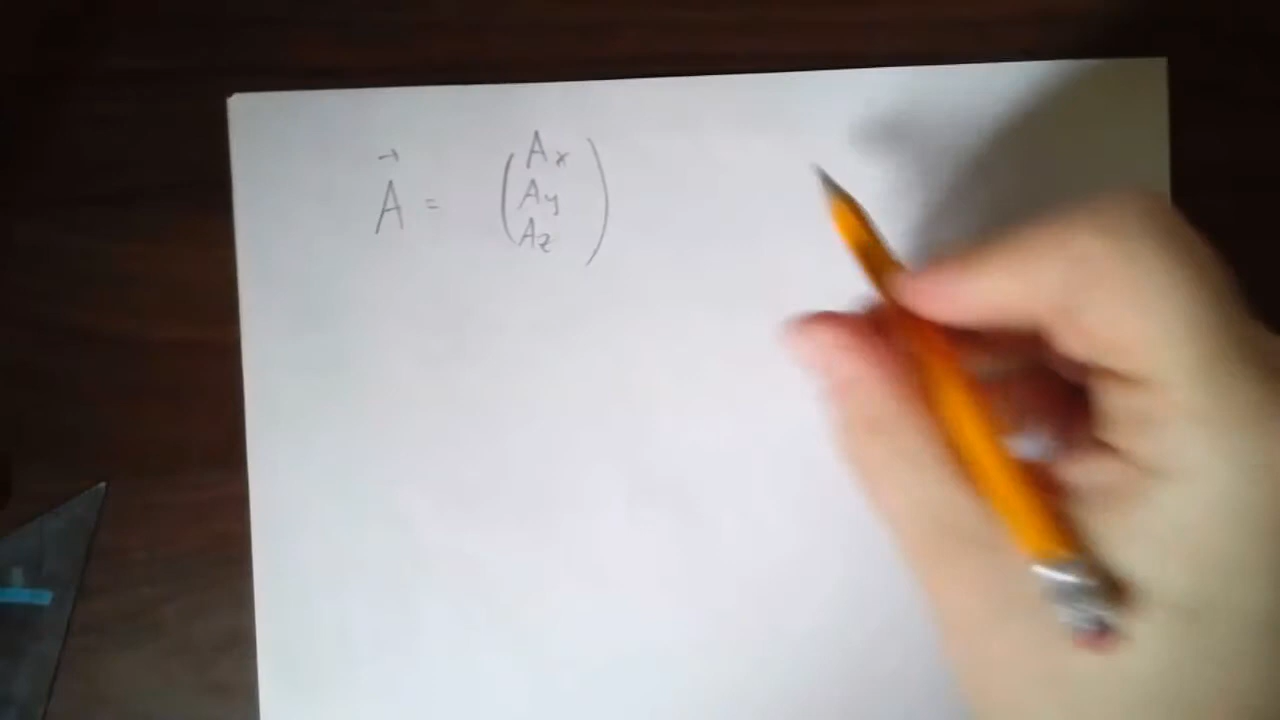 A⃗ = ( Ax
Ay
Az )